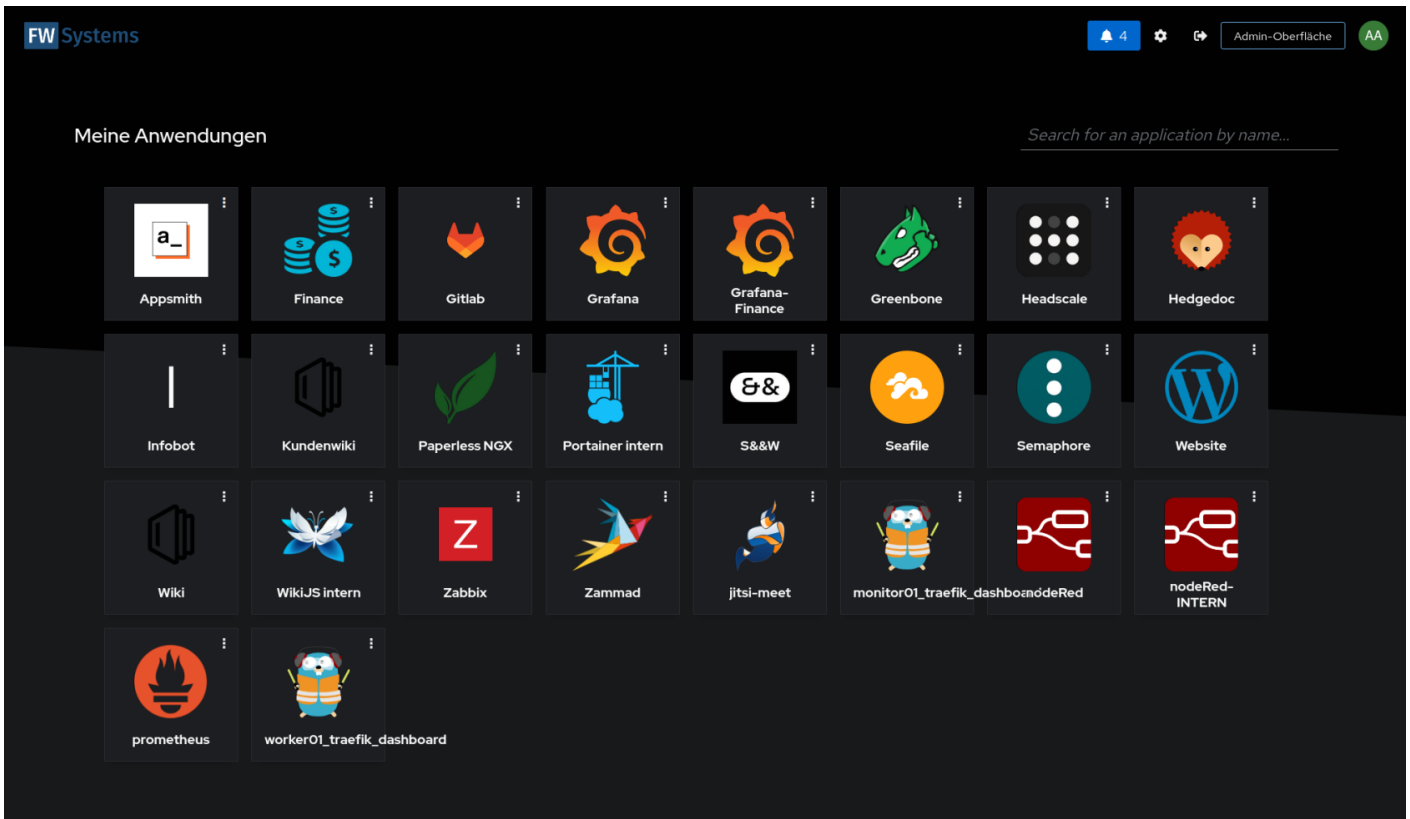 FW Systems
4
Admin-Oberfläche
AA
Meine Anwendungen
Search for an application by name...
a_
Appsmith
$
$
$
Finance
Gitlab
Grafana
Grafana-
Finance
Greenbone
Headscale
Hedgedoc
Infobot
Kundenwiki
Paperless NGX
Portainer intern
&&
S&&W
Seafile
Semaphore
W
Website
Wiki
WikiJS intern
Z
Zabbix
Zammad
jitsi-meet
monitor01_traefik_dashboard
nodeRed
nodeRed-
INTERN
prometheus
worker01_traefik_dashboard